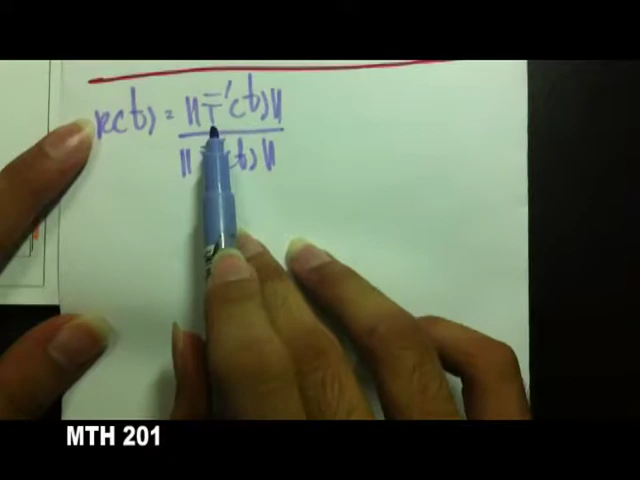 k(t) = ‖T̄'(t)‖
‖ (t)‖
MTH 201